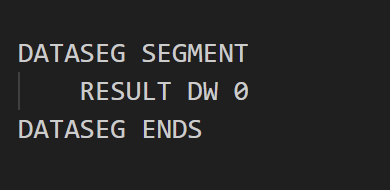 DATASEG SEGMENT
    RESULT DW 0
DATASEG ENDS